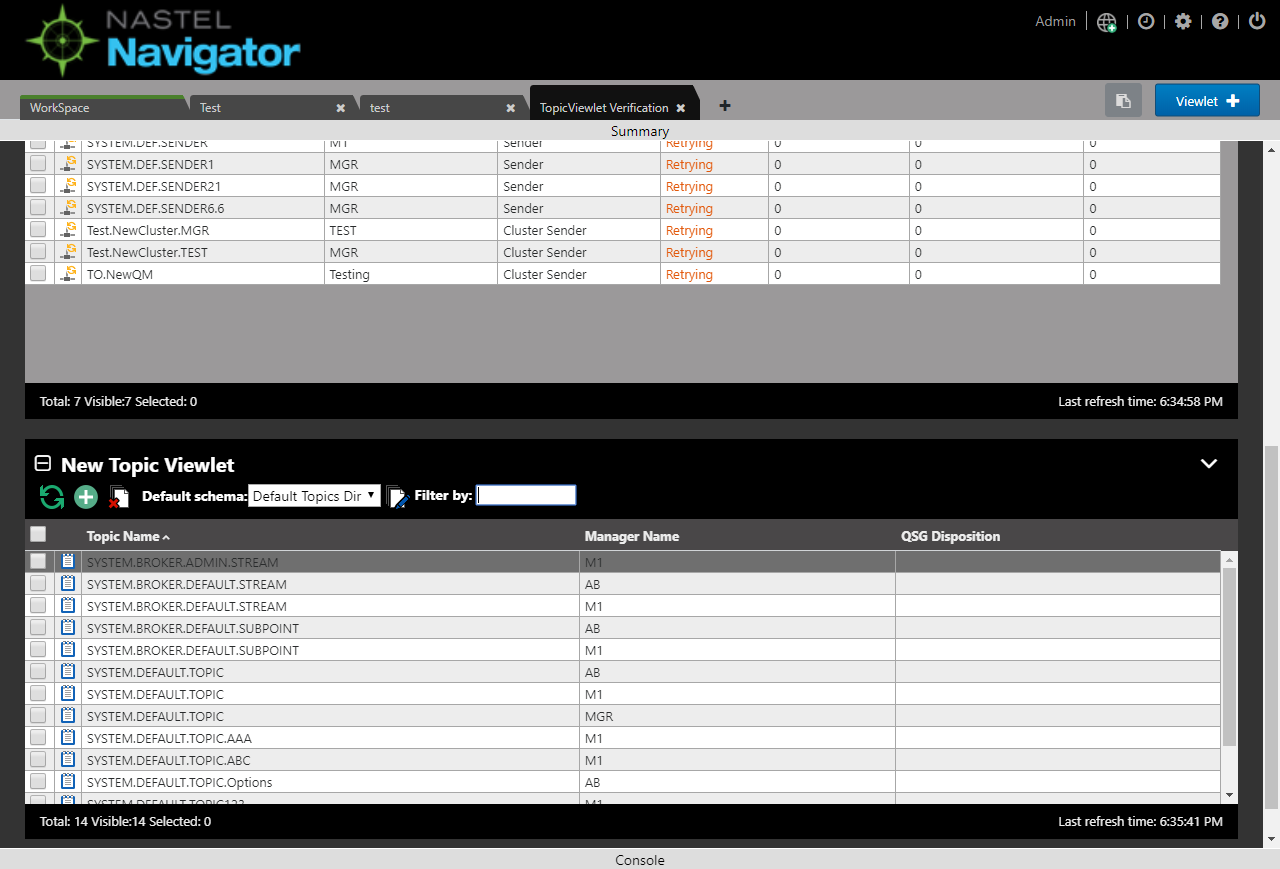 NASTEL
Navigator
Admin
WorkSpace Test test TopicViewlet Verification Viewlet
Summary
SYSTEM.DEF.SENDER M1 Sender Retrying 0 0 0
SYSTEM.DEF.SENDER1 MGR Sender Retrying 0 0 0
SYSTEM.DEF.SENDER21 MGR Sender Retrying 0 0 0
SYSTEM.DEF.SENDER6.6 MGR Sender Retrying 0 0 0
Test.NewCluster.MGR TEST Cluster Sender Retrying 0 0 0
Test.NewCluster.TEST MGR Cluster Sender Retrying 0 0 0
TO.NewQM Testing Cluster Sender Retrying 0 0 0
Total: 7 Visible:7 Selected: 0 Last refresh time: 6:34:58 PM
New Topic Viewlet
Default schema: Default Topics Dir Filter by:
Topic Name Manager Name QSG Disposition
SYSTEM.BROKER.ADMIN.STREAM M1
SYSTEM.BROKER.DEFAULT.STREAM AB
SYSTEM.BROKER.DEFAULT.STREAM M1
SYSTEM.BROKER.DEFAULT.SUBPOINT AB
SYSTEM.BROKER.DEFAULT.SUBPOINT M1
SYSTEM.DEFAULT.TOPIC AB
SYSTEM.DEFAULT.TOPIC M1
SYSTEM.DEFAULT.TOPIC MGR
SYSTEM.DEFAULT.TOPIC.AAA M1
SYSTEM.DEFAULT.TOPIC.ABC M1
SYSTEM.DEFAULT.TOPIC.Options AB
M1
Total: 14 Visible:14 Selected: 0 Last refresh time: 6:35:41 PM
Console